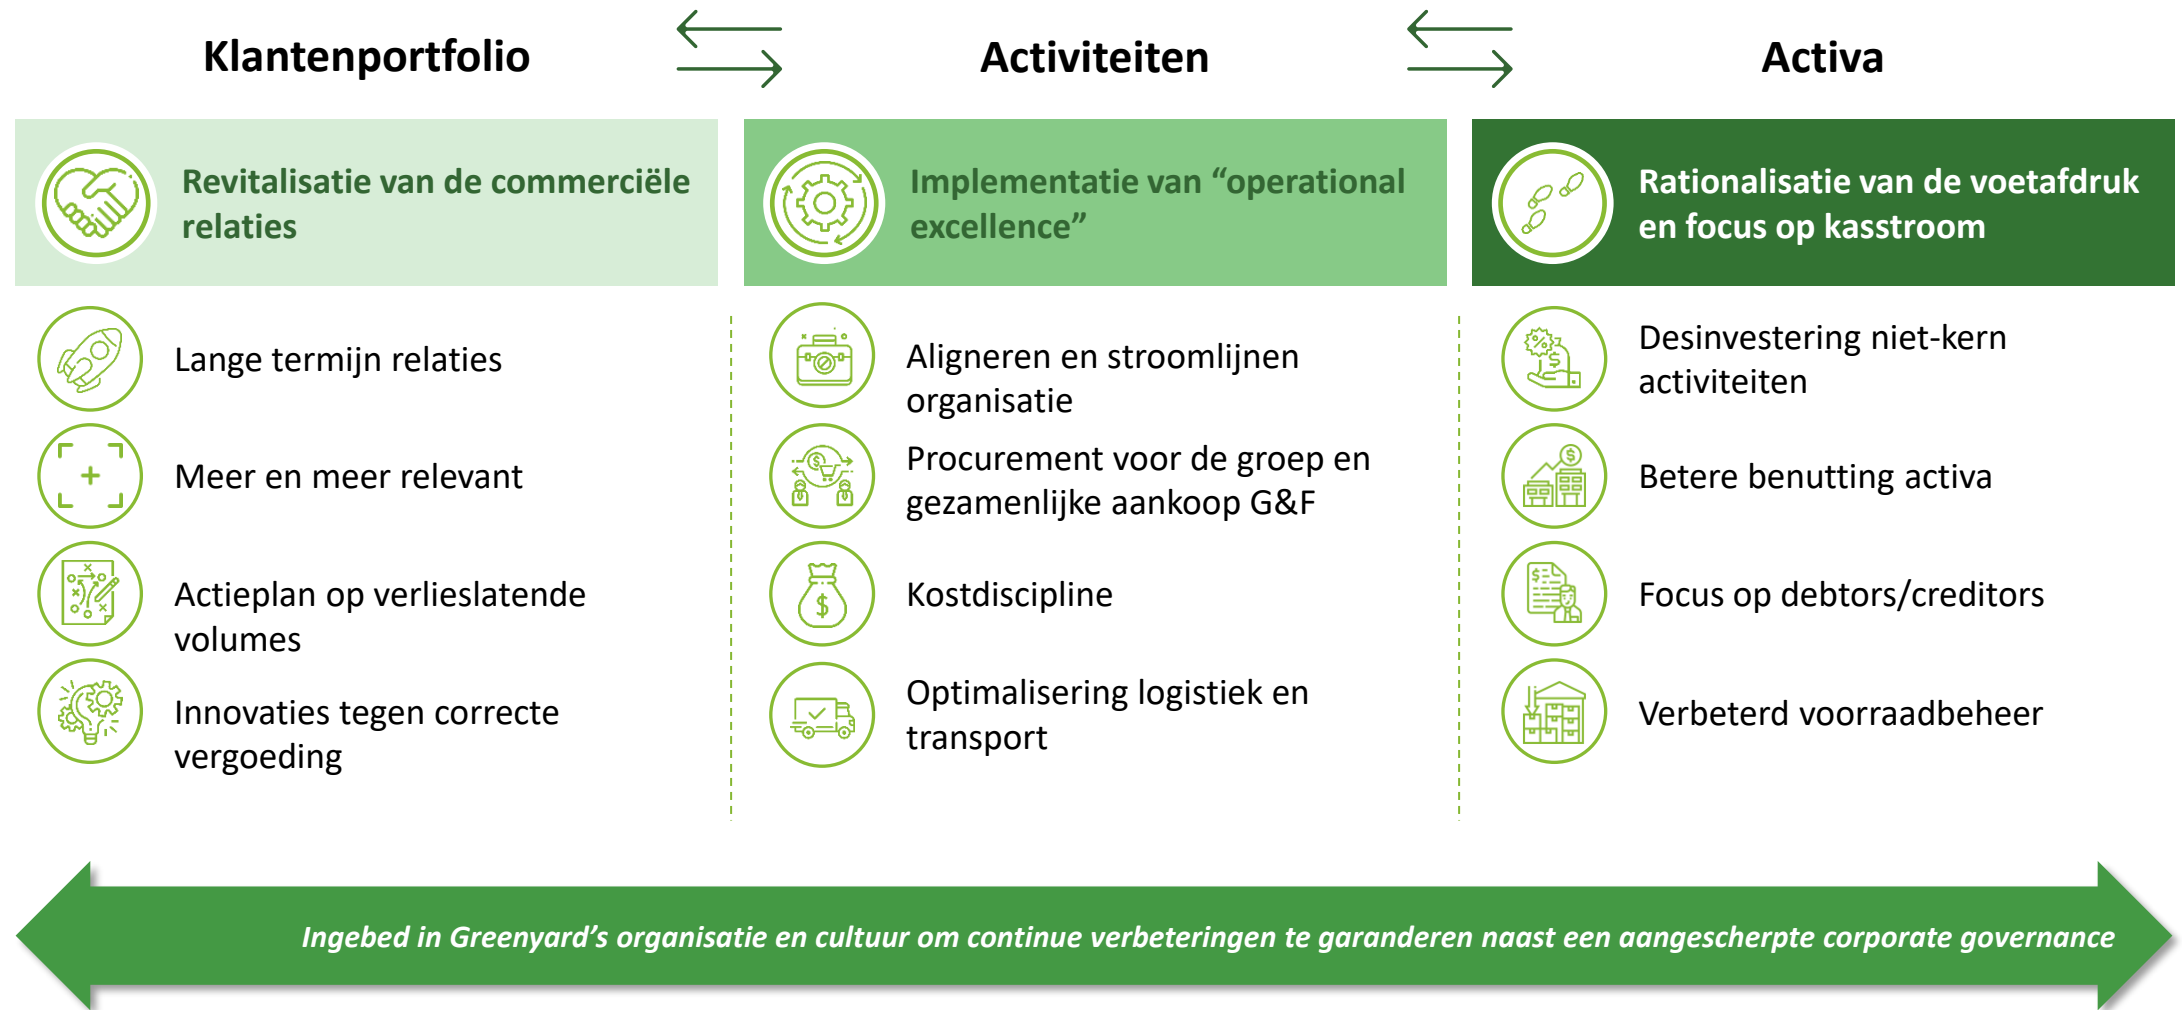 Klantenportfolio
Activiteiten
Activa
Revitalisatie van de commerciële
relaties
Implementatie van “operational
excellence”
Rationalisatie van de voetafdruk
en focus op kasstroom
Lange termijn relaties
Meer en meer relevant
Actieplan op verlieslatende
volumes
Innovaties tegen correcte
vergoeding
Aligneren en stroomlijnen
organisatie
Procurement voor de groep en
gezamenlijke aankoop G&F
Kostdiscipline
Optimalisering logistiek en
transport
Desinvestering niet-kern
activiteiten
Betere benutting activa
Focus op debtors/creditors
Verbeterd voorraadbeheer
Ingebed in Greenyard’s organisatie en cultuur om continue verbeteringen te garanderen naast een aangescherpte corporate governance